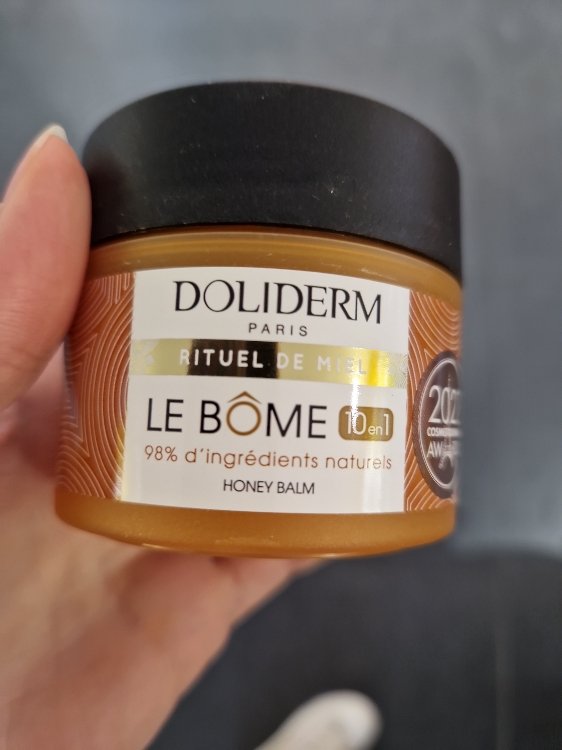 DOLIDERM
PARIS
RITUEL DE MIEL
LE BÔME 10 en 1
98% d'ingrédients naturels
HONEY BALM